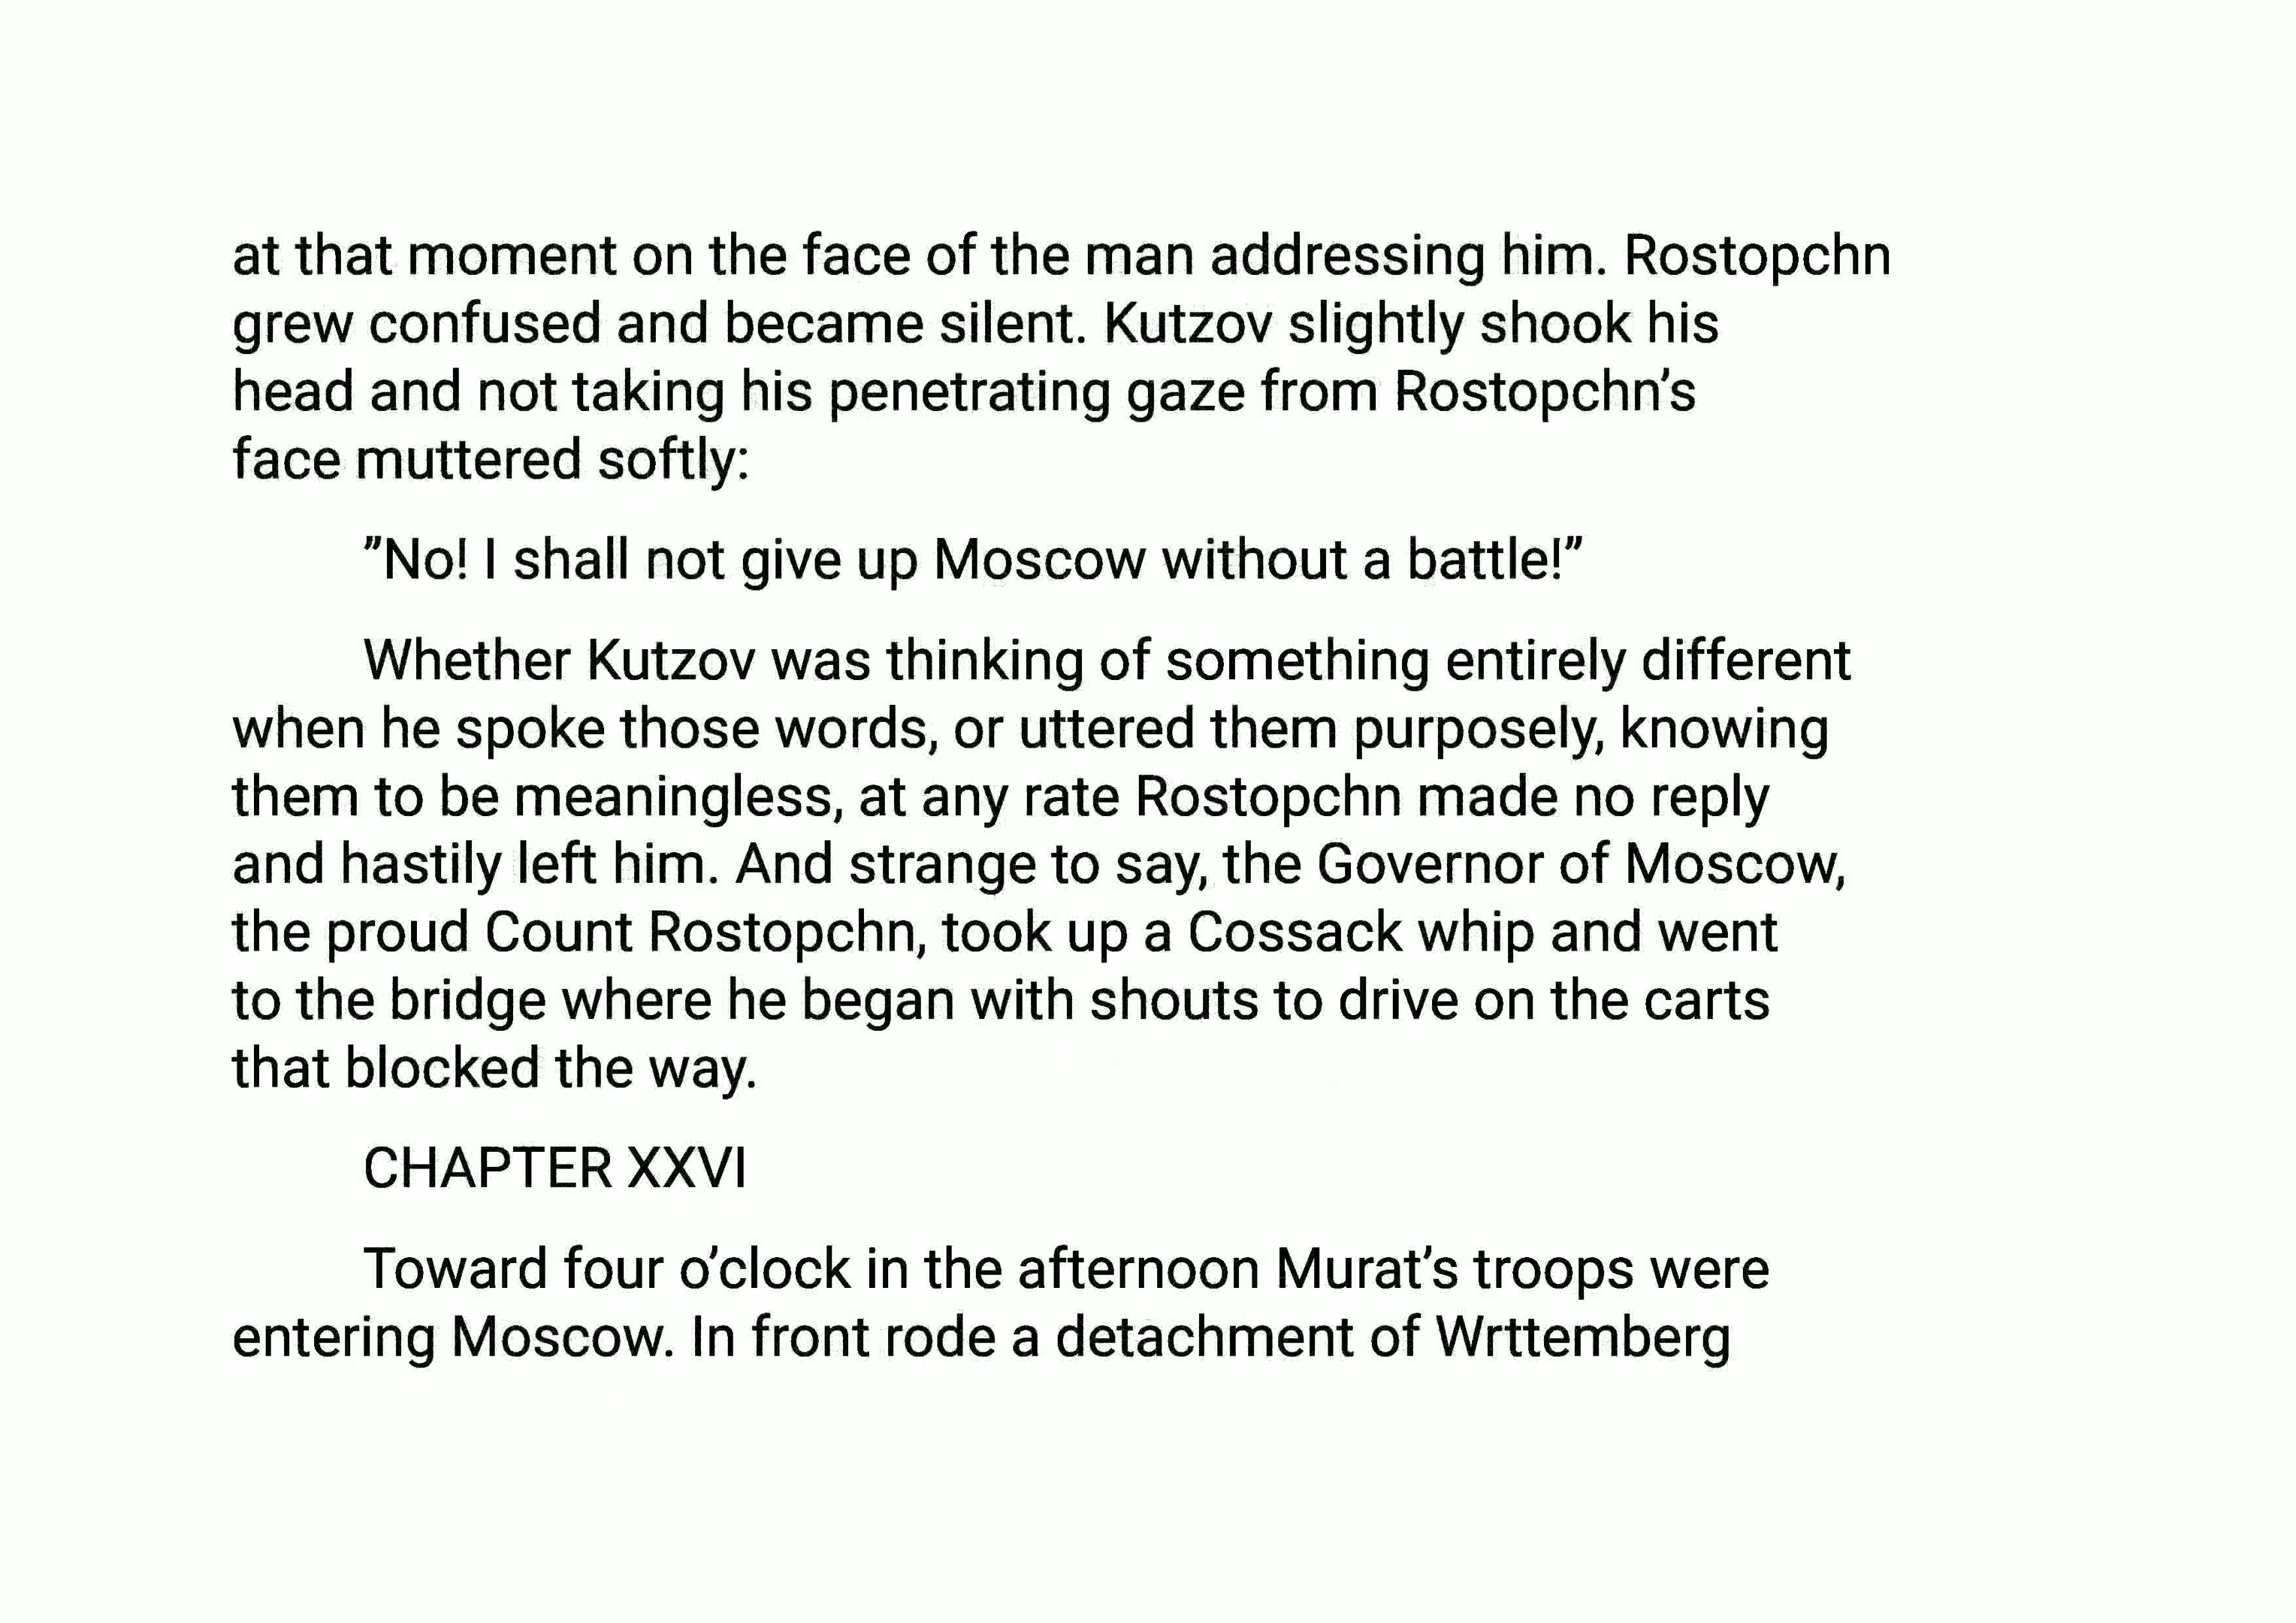 at that moment on the face of the man addressing him. Rostopchn
grew confused and became silent. Kutzov slightly shook his
head and not taking his penetrating gaze from Rostopchn’s
face muttered softly:
”No! I shall not give up Moscow without a battle!”
Whether Kutzov was thinking of something entirely different
when he spoke those words, or uttered them purposely, knowing
them to be meaningless, at any rate Rostopchn made no reply
and hastily left him. And strange to say, the Governor of Moscow,
the proud Count Rostopchn, took up a Cossack whip and went
to the bridge where he began with shouts to drive on the carts
that blocked the way.
CHAPTER XXVI
Toward four o’clock in the afternoon Murat’s troops were
entering Moscow. In front rode a detachment of Wrttemberg